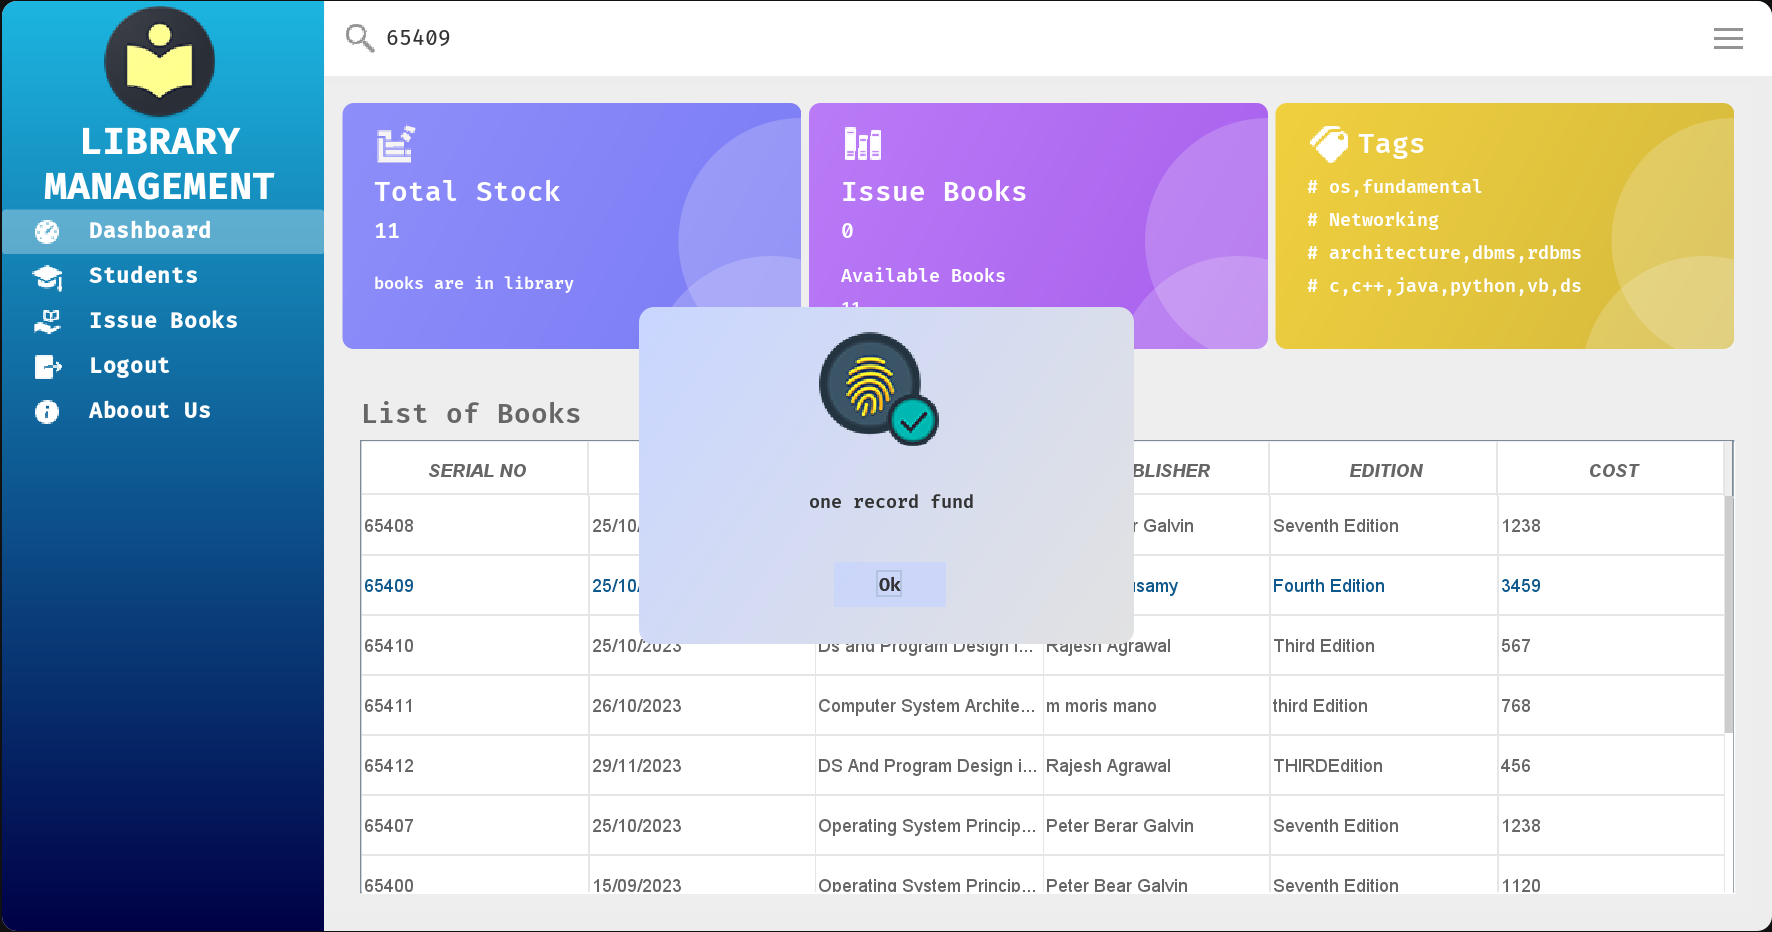 LIBRARY
MANAGEMENT
Dashboard
Students
Issue Books
Logout
Aboout Us
65409
Total Stock
11
books are in library
Issue Books
0
Available Books
11
Tags
# os,fundamental
# Networking
# architecture,dbms,rdbms
# c,c++,java,python,vb,ds
one record fund
Ok
List of Books
SERIAL NO BLISHER EDITION COST
65408 25/10/ r Galvin Seventh Edition 1238
65409 25/10/ usamy Fourth Edition 3459
65410 25/10/2023 Ds and Program Design i... Rajesh Agrawal Third Edition 567
65411 26/10/2023 Computer System Archite... m moris mano third Edition 768
65412 29/11/2023 DS And Program Design i... Rajesh Agrawal THIRDEdition 456
65407 25/10/2023 Operating System Princip... Peter Berar Galvin Seventh Edition 1238
65400 15/09/2023 Operating System Princip... Peter Bear Galvin Seventh Edition 1120